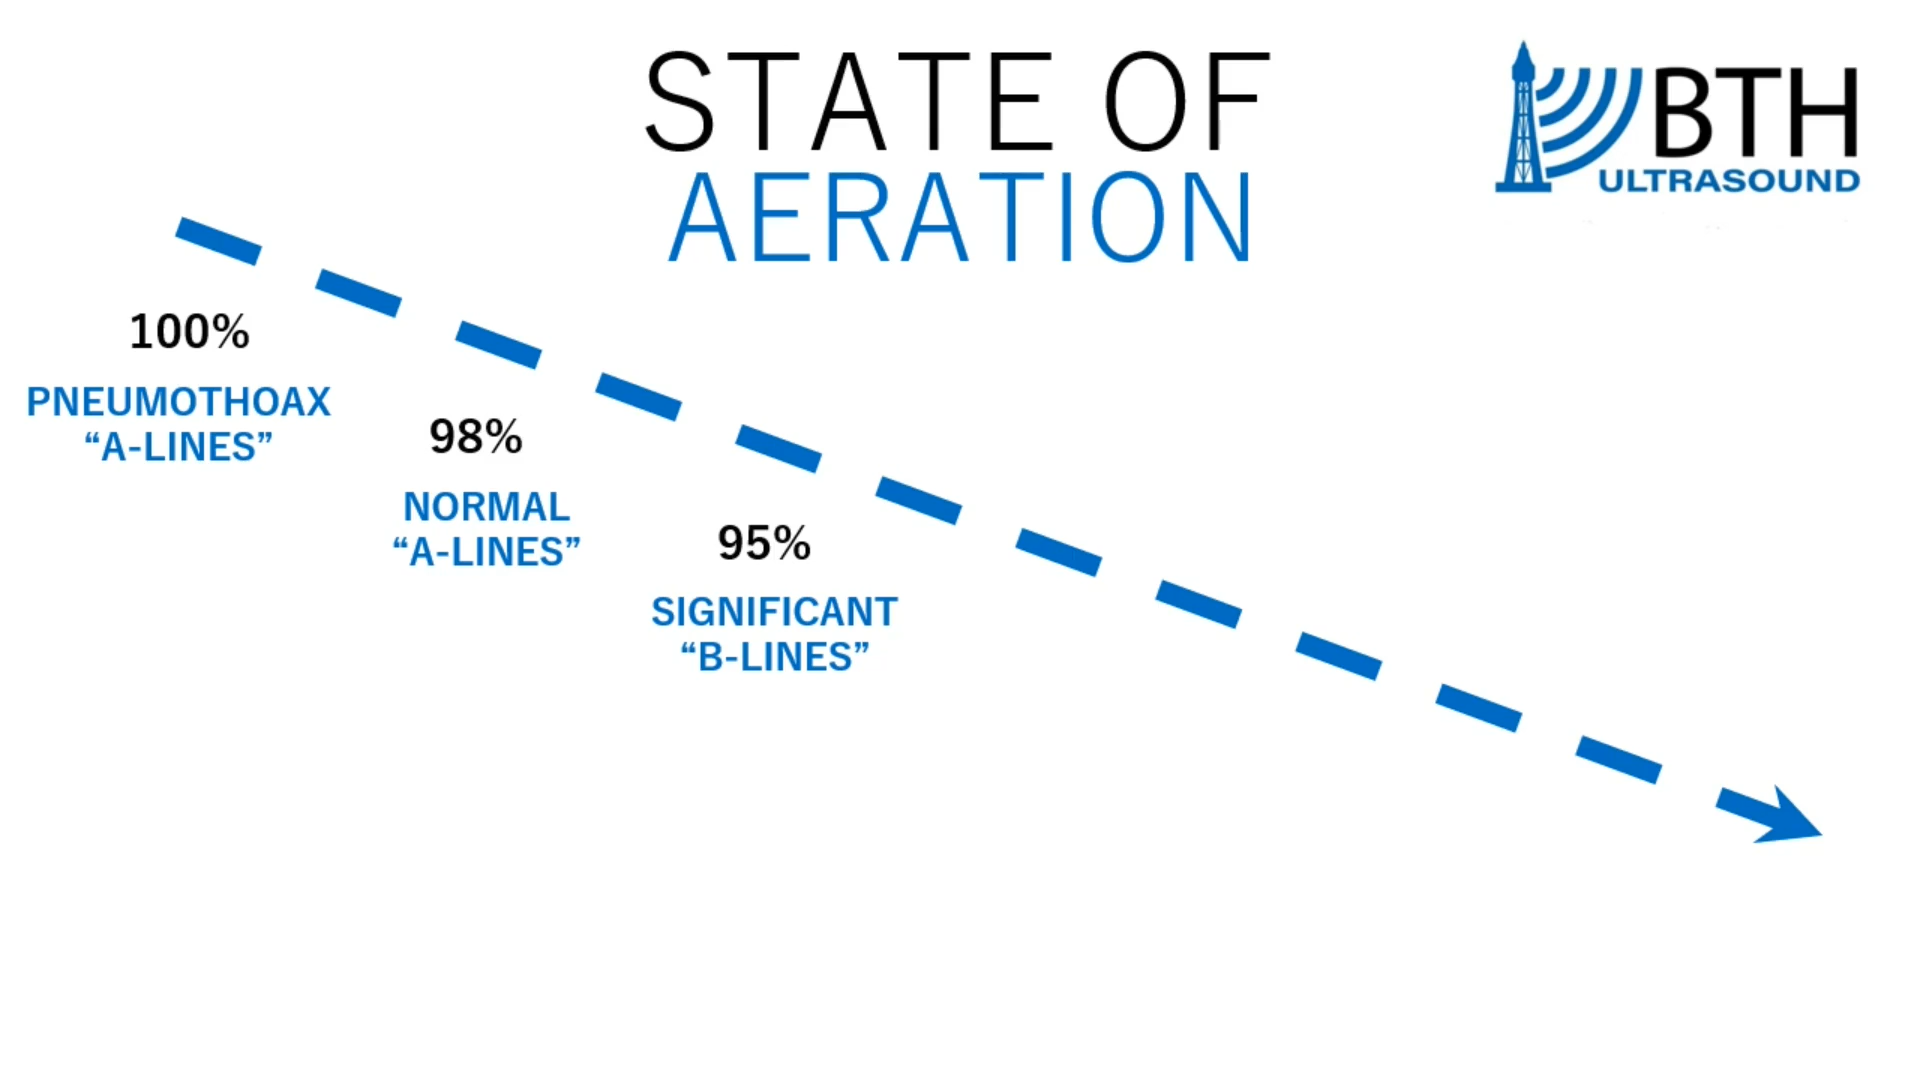 STATE OF
AERATION
BTH
ULTRASOUND
100%
PNEUMOTHOAX
“A-LINES”
98%
NORMAL
“A-LINES”
95%
SIGNIFICANT
“B-LINES”